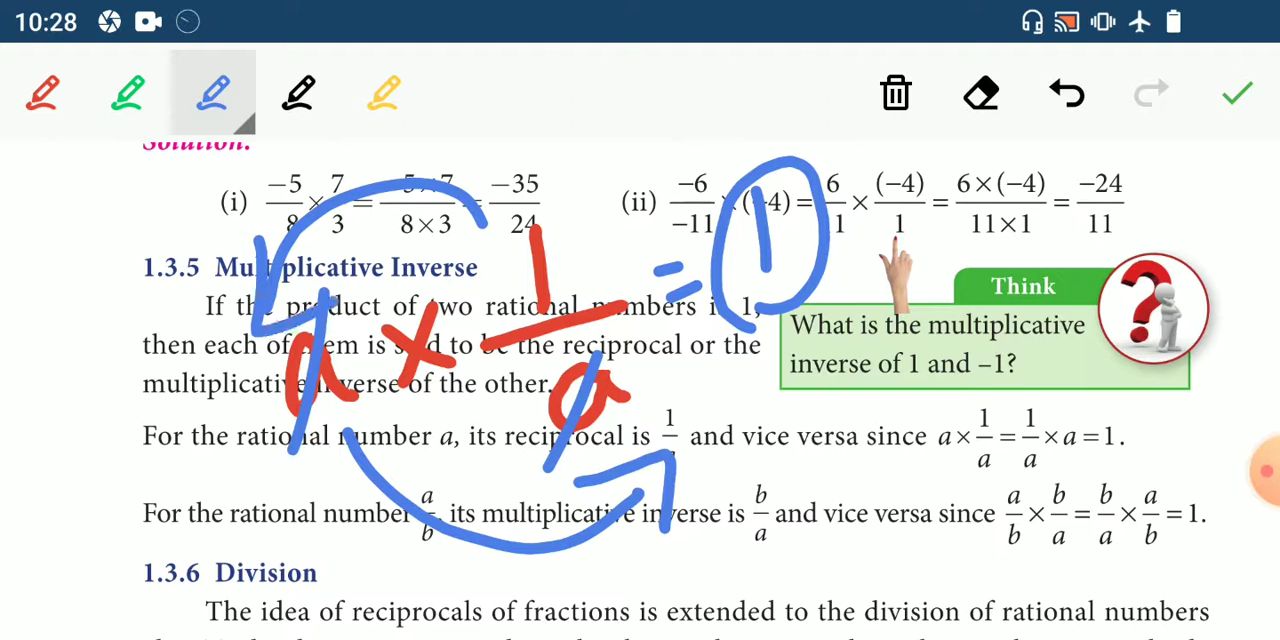 10:28
Solution:
(i) −5/8 × 7/3 = −5×7 / 8×3 = −35/24 (ii) −6/−11 × (−4) = 6/11 × (−4)/1 = 6×(−4) / 11×1 = −24/11
1.3.5 Multiplicative Inverse
If the product of two rational numbers is 1,
then each of them is said to be the reciprocal or the
multiplicative inverse of the other.
Think
What is the multiplicative
inverse of 1 and –1?
a × 1/a = 1
For the rational number a, its reciprocal is 1/a and vice versa since a × 1/a = 1/a × a = 1.
For the rational number a/b, its multiplicative inverse is b/a and vice versa since a/b × b/a = b/a × a/b = 1.
1.3.6 Division
The idea of reciprocals of fractions is extended to the division of rational numbers